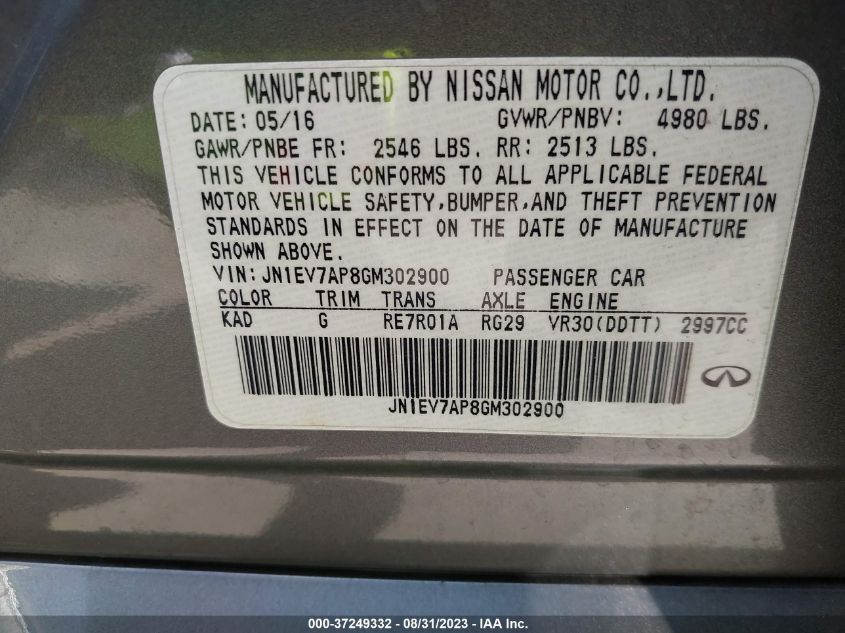 MANUFACTURED BY NISSAN MOTOR CO.,LTD.
DATE: 05/16 GVWR/PNBV: 4980 LBS.
GAWR/PNBE FR: 2546 LBS. RR: 2513 LBS.
THIS VEHICLE CONFORMS TO ALL APPLICABLE FEDERAL
MOTOR VEHICLE SAFETY,BUMPER,AND THEFT PREVENTION
STANDARDS IN EFFECT ON THE DATE OF MANUFACTURE
SHOWN ABOVE.
VIN: JN1EV7AP8GM302900 PASSENGER CAR
COLOR TRIM TRANS AXLE ENGINE
KAD G RE7R01A RG29 VR30(DDTT) 2997CC
JN1EV7AP8GM302900
000-37249332 - 08/31/2023 - IAA Inc.